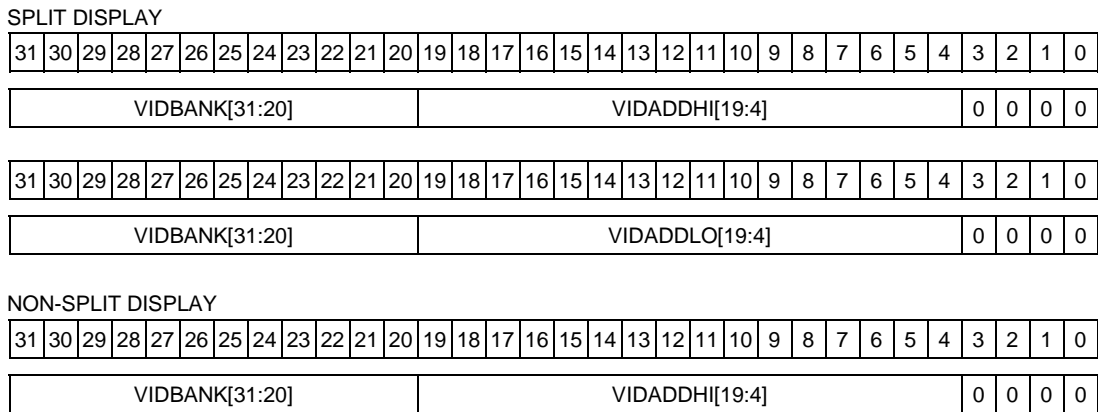 SPLIT DISPLAY
31 30 29 28 27 26 25 24 23 22 21 20 19 18 17 16 15 14 13 12 11 10 9 8 7 6 5 4 3 2 1 0
VIDBANK[31:20] VIDADDHI[19:4] 0 0 0 0
31 30 29 28 27 26 25 24 23 22 21 20 19 18 17 16 15 14 13 12 11 10 9 8 7 6 5 4 3 2 1 0
VIDBANK[31:20] VIDADDLO[19:4] 0 0 0 0
NON-SPLIT DISPLAY
31 30 29 28 27 26 25 24 23 22 21 20 19 18 17 16 15 14 13 12 11 10 9 8 7 6 5 4 3 2 1 0
VIDBANK[31:20] VIDADDHI[19:4] 0 0 0 0